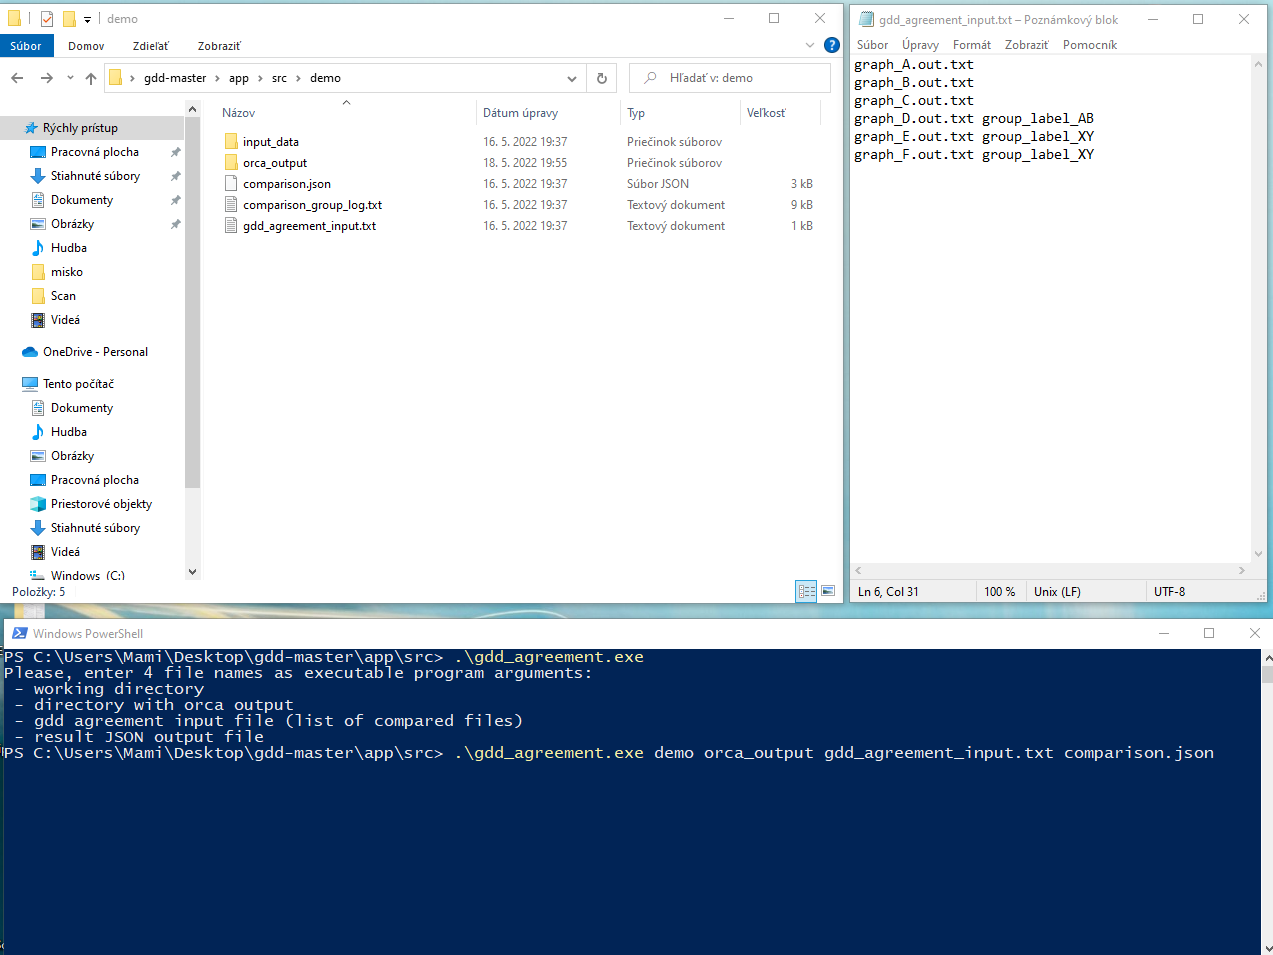 demo
Súbor Domov Zdieľať Zobraziť
gdd-master › app › src › demo
Hľadať v: demo
Názov Dátum úpravy Typ Veľkosť
input_data 16. 5. 2022 19:37 Priečinok súborov
orca_output 18. 5. 2022 19:55 Priečinok súborov
comparison.json 16. 5. 2022 19:37 Súbor JSON 3 kB
comparison_group_log.txt 16. 5. 2022 19:37 Textový dokument 9 kB
gdd_agreement_input.txt 16. 5. 2022 19:37 Textový dokument 1 kB
Rýchly prístup
Pracovná plocha
Stiahnuté súbory
Dokumenty
Obrázky
Hudba
misko
Scan
Videá
OneDrive - Personal
Tento počítač
Dokumenty
Hudba
Obrázky
Pracovná plocha
Priestorové objekty
Stiahnuté súbory
Videá
Windows (C:)
Položky: 5
gdd_agreement_input.txt – Poznámkový blok
Súbor Úpravy Formát Zobraziť Pomocník
graph_A.out.txt
graph_B.out.txt
graph_C.out.txt
graph_D.out.txt group_label_AB
graph_E.out.txt group_label_XY
graph_F.out.txt group_label_XY
Ln 6, Col 31 100 % Unix (LF) UTF-8
Windows PowerShell
PS C:\Users\Mami\Desktop\gdd-master\app\src> .\gdd_agreement.exe
Please, enter 4 file names as executable program arguments:
- working directory
- directory with orca output
- gdd agreement input file (list of compared files)
- result JSON output file
PS C:\Users\Mami\Desktop\gdd-master\app\src> .\gdd_agreement.exe demo orca_output gdd_agreement_input.txt comparison.json